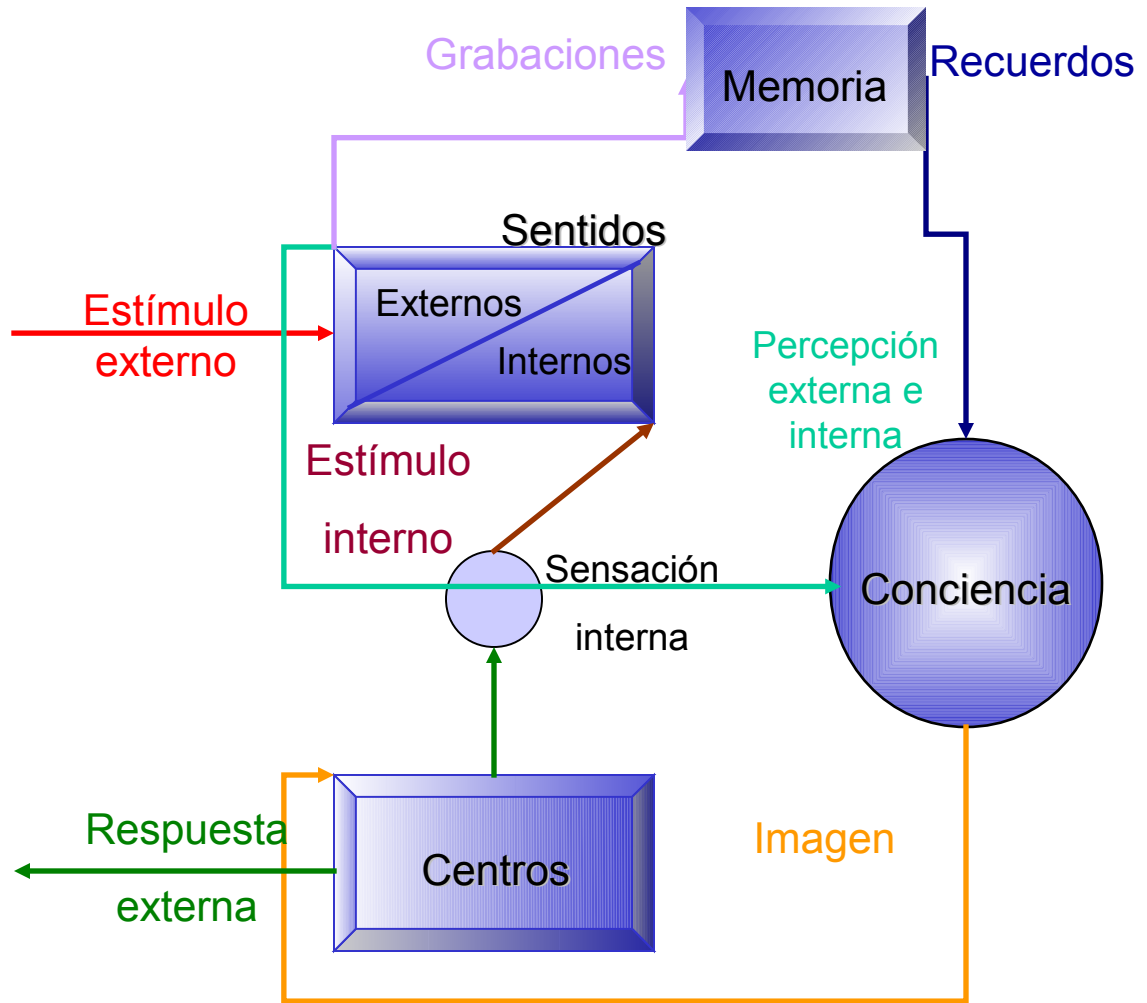 Grabaciones
Memoria
Recuerdos
Sentidos
Externos
Internos
Estímulo
externo
Percepción
externa e
interna
Estímulo
interno
Sensación
interna
Conciencia
Respuesta
externa
Centros
Imagen